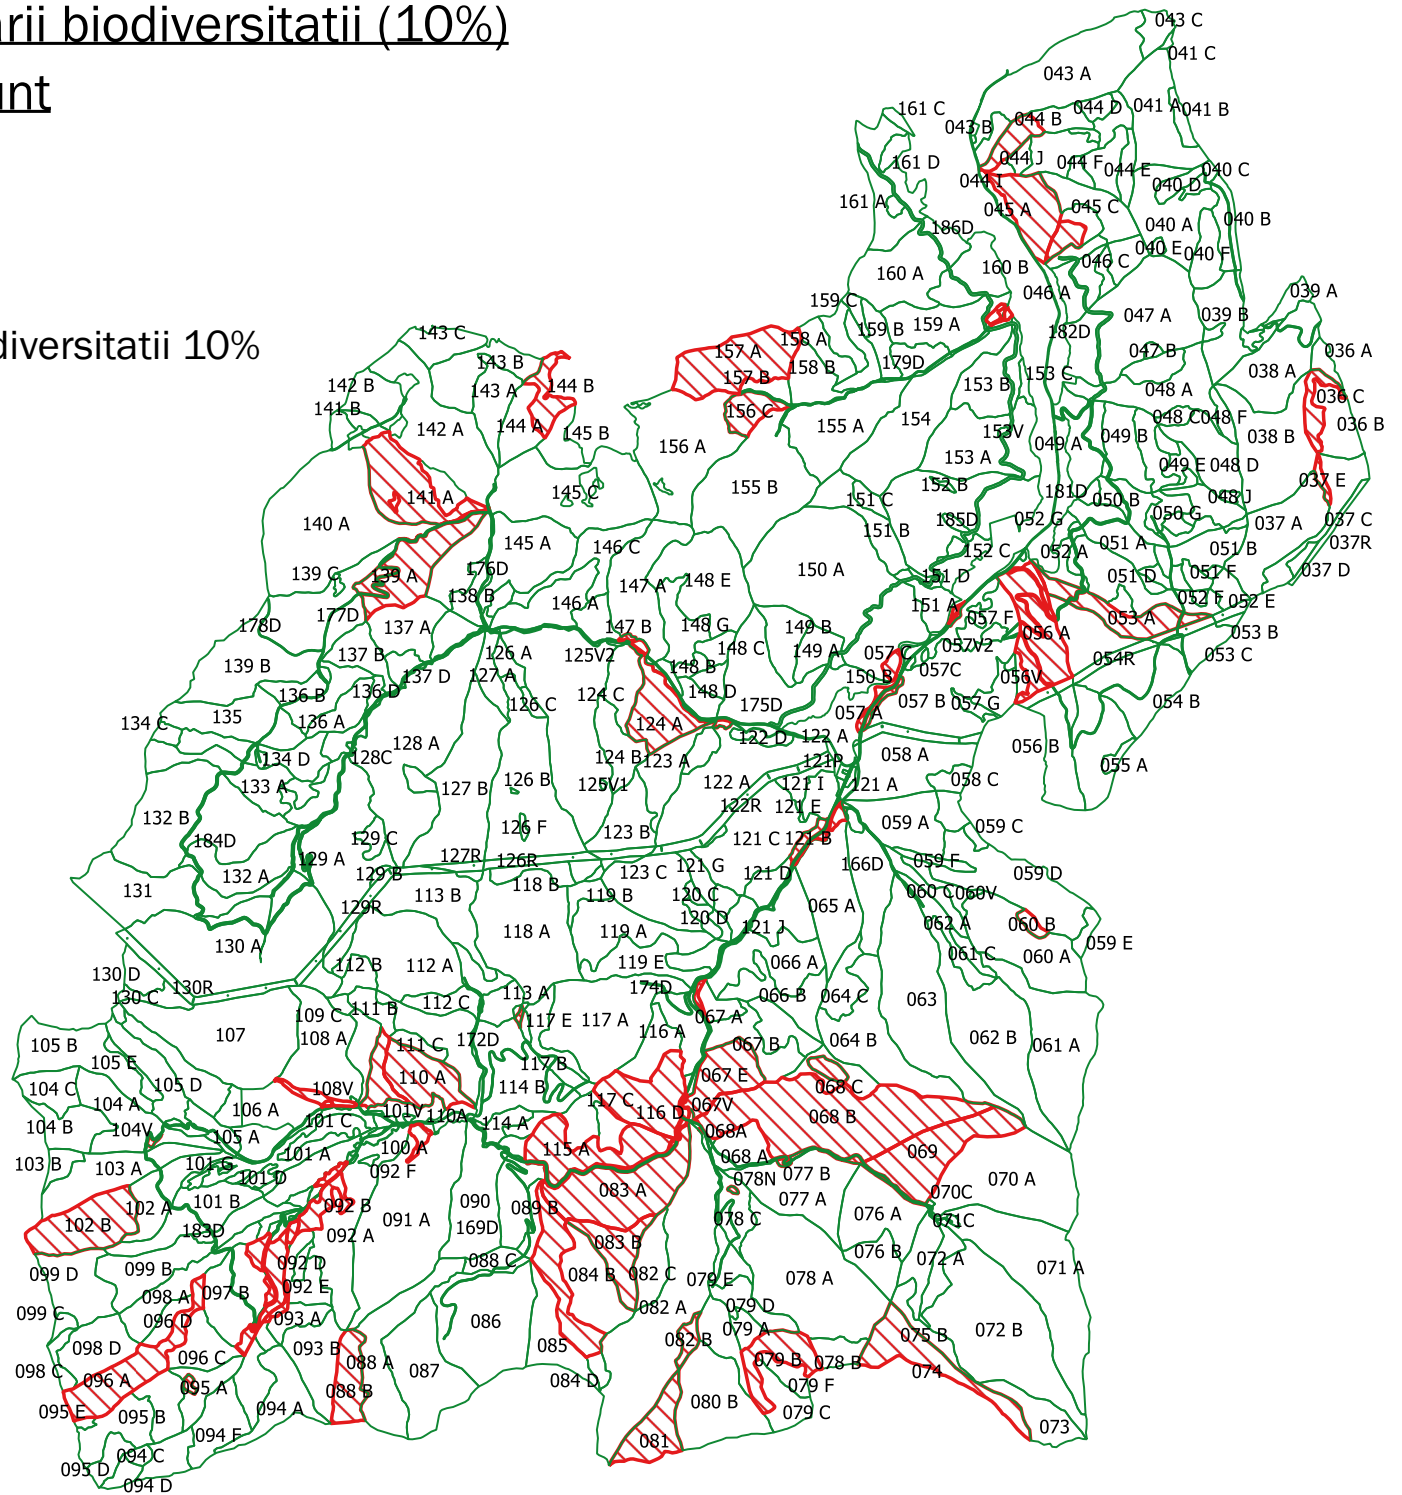 rii biodiversitatii (10%)
unt
diversitatii 10%
043 C
041 C
043 A
161 C
044 D
041 A
041 B
043 B
044 B
161 D
044 J
044 F
044 E
040 C
044 I
040 D
161 A
045 A
045 C
040 A
040 B
186D
040 E
040 F
160 A
160 B
046 C
046 A
039 A
159 C
159 B
159 A
182D
047 A
039 B
143 C
158 A
157 A
143 B
179D
047 B
036 A
142 B
143 A
144 B
157 B
158 B
153 B
153 C
048 A
038 A
036 C
141 B
156 C
142 A
144 A
145 B
156 A
155 A
154
153V
049 A
049 B
048 C
048 F
038 B
036 B
153 A
049 E
048 D
141 A
145 C
155 B
151 C
152 B
181D
050 B
048 J
037 E
140 A
151 B
185D
052 G
050 G
037 A
037 C
145 A
146 C
152 C
052 A
051 A
051 B
037R
139 C
139 A
176D
147 A
148 E
150 A
151 D
051 D
051 F
037 D
177D
138 B
146 A
151 A
057 F
052 F
052 E
178D
137 A
147 B
148 G
149 B
056 A
053 A
053 B
137 B
126 A
125V2
148 C
149 A
057 C
057V2
054R
053 C
139 B
137 D
127 A
148 B
150 B
057C
056V
136 B
136 D
126 C
124 C
148 D
175D
057 B
057 G
054 B
134 C
135
136 A
124 A
057 A
128 A
122 D
122 A
056 B
134 D
128C
124 B
123 A
121P
058 A
055 A
133 A
127 B
126 B
125V1
122 A
121 I
121 A
058 C
132 B
122R
121 E
059 A
059 C
184D
129 C
126 F
123 B
121 C
121 B
129 A
127R
126R
059 F
131
132 A
129 B
118 B
123 C
121 G
121 D
166D
059 D
113 B
119 B
120 C
060 C
060V
129R
120 D
065 A
062 A
060 B
130 A
118 A
119 A
121 J
059 E
112 B
112 A
119 E
066 A
061 C
060 A
130 D
130R
174D
130 C
113 A
066 B
064 C
063
109 C
111 B
112 C
117 E
117 A
067 A
107
108 A
111 C
172D
116 A
067 B
064 B
062 B
061 A
105 B
105 E
117 B
104 C
105 D
108V
110 A
114 B
067 E
068 C
104 A
106 A
101V
117 C
116 D
067V
068 B
104 B
104V
105 A
101 C
110A
114 A
068A
103 B
103 A
101 G
101 A
100 A
115 A
068 A
069
101 D
092 F
078N
077 B
070 A
102 A
101 B
092 B
090
089 B
083 A
077 A
070C
102 B
183D
092 A
091 A
169D
078 C
076 A
071C
099 D
099 B
092 D
088 C
083 B
076 B
072 A
071 A
098 A
097 B
092 E
084 B
082 C
079 E
078 A
099 C
096 D
093 A
086
082 A
079 D
098 D
096 C
093 B
088 A
085
082 B
079 A
075 B
072 B
098 C
096 A
087
084 D
079 B
078 B
074
095 E
095 A
088 B
079 F
095 B
094 A
080 B
079 C
094 F
073
095 D
094 C
081
094 D